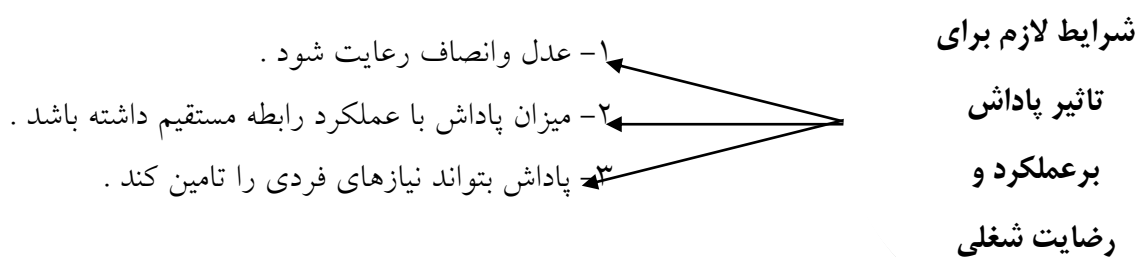 شرایط لازم برای
تاثیر پاداش
برعملکرد و
رضایت شغلی
۱- عدل وانصاف رعایت شود .
۲- میزان پاداش با عملکرد رابطه مستقیم داشته باشد .
۳- پاداش بتواند نیازهای فردی را تامین کند .